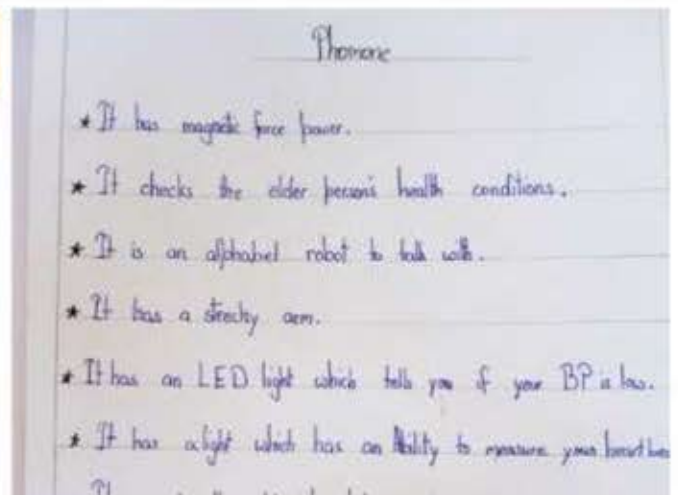 Phomone
★ It has magnetic force power.
★ It checks the older person's health conditions.
★ It is an alphabet robot to talk with.
★ It has a strechy arm.
★ It has an LED light which tells you if your BP is low.
★ It has a light which has an Ability to measure your